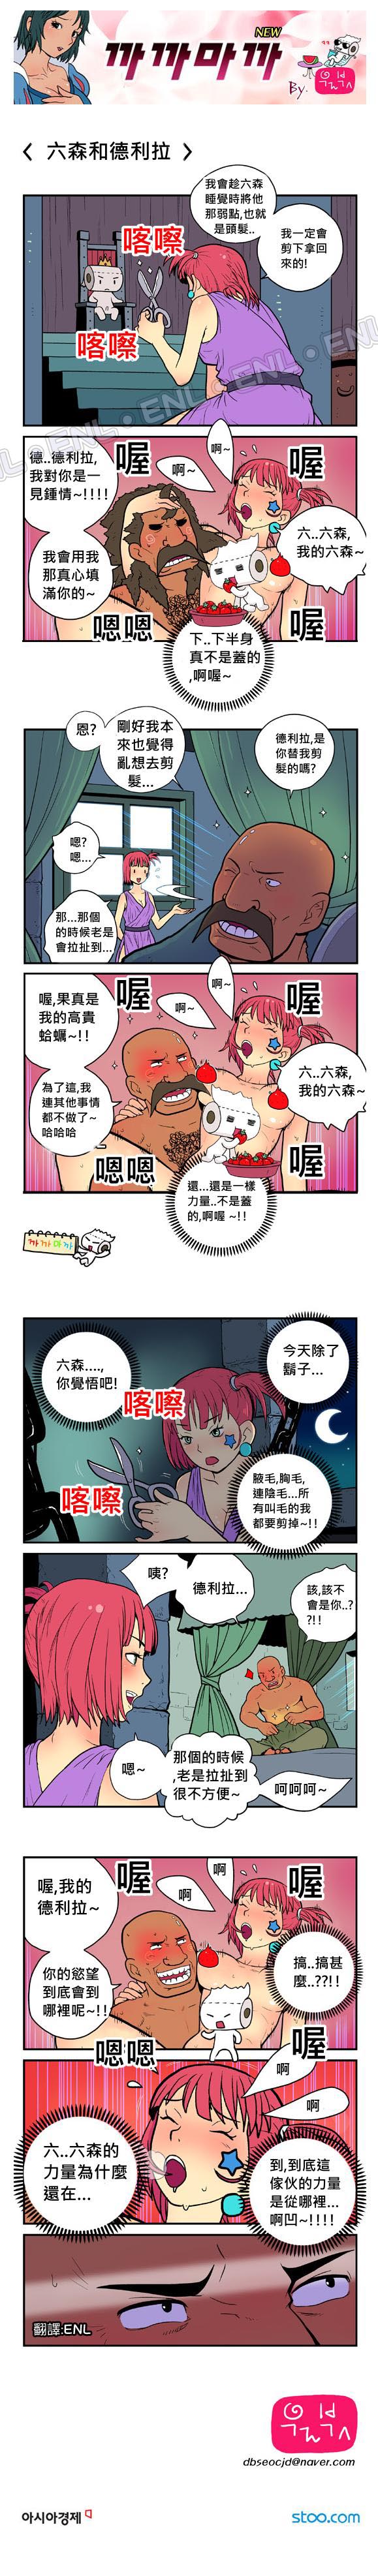 NEW
까까마까
By.
< 六森和德利拉 >
我會趁六森
睡覺時將他
那弱點,也就
是頭髮..
我一定會
剪下拿回
來的!
喀嚓
喀嚓
德..德利拉,
我對你是一
見鍾情~!!!!
喔
啊~
啊~
喔
六..六森,
我的六森~
我會用我
那真心填
滿你的~
嗯嗯
喔
下..下半身
真不是蓋的
,啊喔~
恩?
剛好我本
來也覺得
亂想去剪
髮...
德利拉,是
你替我剪
髮的嗎?
嗯?
嗯...
那...那個
的時候老是
會拉扯到...
喔,果真是
我的高貴
蛤蠣~!!
喔
啊~
啊~
喔
六..六森,
我的六森~
為了這,我
連其他事情
都不做了~
哈哈哈
嗯嗯
喔
還...還是一樣
力量..不是蓋
的,啊喔 ~!!
까까마까
六森....,
你覺悟吧!
今天除了
鬍子...
喀嚓
喀嚓
腋毛,胸毛,
連陰毛...所
有叫毛的我
都要剪掉~!!
咦?
德利拉...
該,該不
會是你..?
?!!
嗯~
那個的時候
,老是拉扯到
很不方便~
呵呵呵~
喔,我的
德利拉~
喔
啊
啊
喔
搞..搞甚
麼..??!!
你的慾望
到底會到
哪裡呢~!!
嗯嗯
喔
啊
啊
六..六森的
力量為什麼
還在...
到,到底這
傢伙的力量
是從哪裡...
啊凹~!!!!
翻譯:ENL
dbseocjd@naver.com
아시아경제
stoo.com